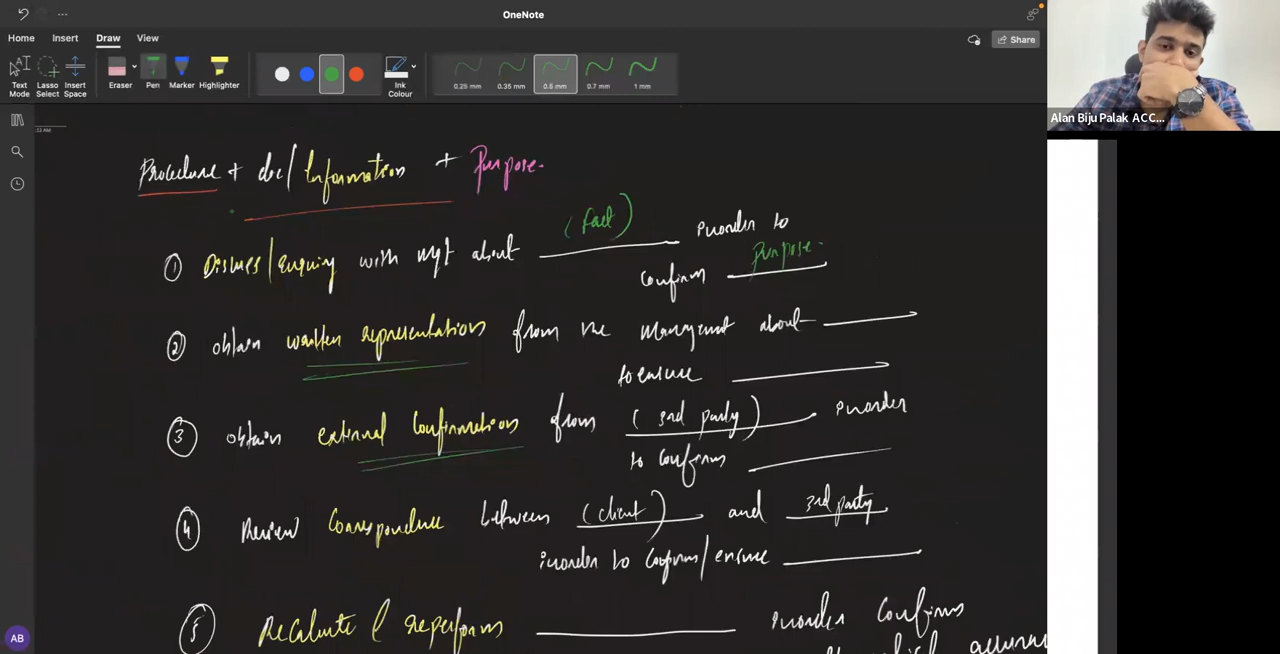 OneNote
Home Insert Draw View
Share
Text Mode Lasso Select Insert Space Eraser Pen Marker Highlighter Ink Colour 0.25 mm 0.35 mm 0.5 mm 0.7 mm 1 mm
Alan Biju Palak ACC...
Procedure + doc/Information + Purpose.
① Discuss/enquiry with mgt about (fact) inorder to
confirm purpose.
② obtain written representation from the management about
to ensure
③ obtain external confirmation from (3rd party) inorder
to confirm
④ Review correspondence between (client) and 3rd party
inorder to confirm/ensure
⑤ Recalculate & reperform inorder confirm
AB